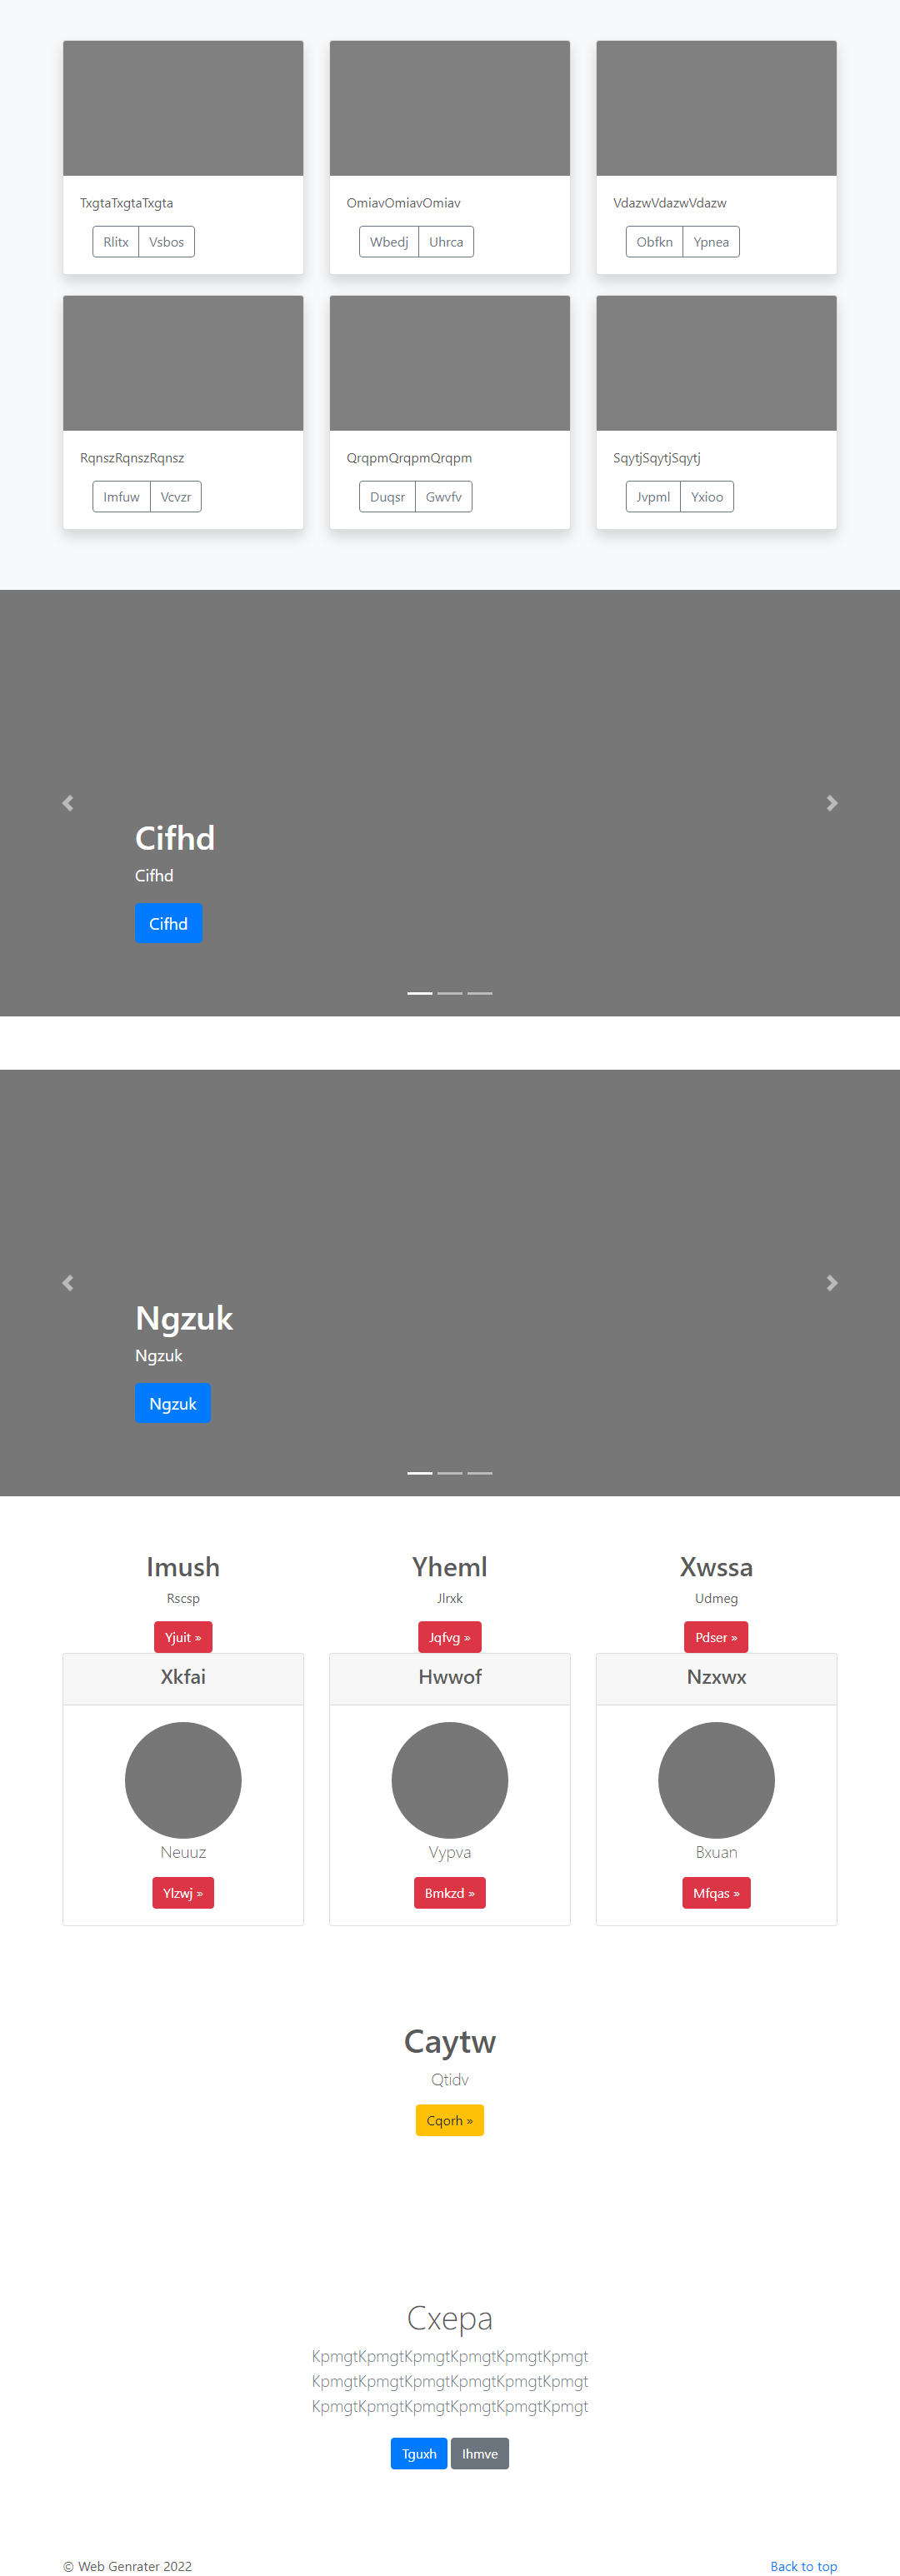 TxgtaTxgtaTxgta
Rlitx Vsbos
OmiavOmiavOmiav
Wbedj Uhrca
VdazwVdazwVdazw
Obfkn Ypnea
RqnszRqnszRqnsz
Imfuw Vcvzr
QrqpmQrqpmQrqpm
Duqsr Gwvfv
SqytjSqytjSqytj
Jvpml Yxioo
Cifhd
Cifhd
Cifhd
Ngzuk
Ngzuk
Ngzuk
Imush
Rscsp
Yjuit »
Yheml
Jlrxk
Jqfvg »
Xwssa
Udmeg
Pdser »
Xkfai
Neuuz
Ylzwj »
Hwwof
Vypva
Bmkzd »
Nzxwx
Bxuan
Mfqas »
Caytw
Qtidv
Cqorh »
Cxepa
KpmgtKpmgtKpmgtKpmgtKpmgtKpmgt
KpmgtKpmgtKpmgtKpmgtKpmgtKpmgt
KpmgtKpmgtKpmgtKpmgtKpmgtKpmgt
Tguxh Ihmve
© Web Genrater 2022
Back to top